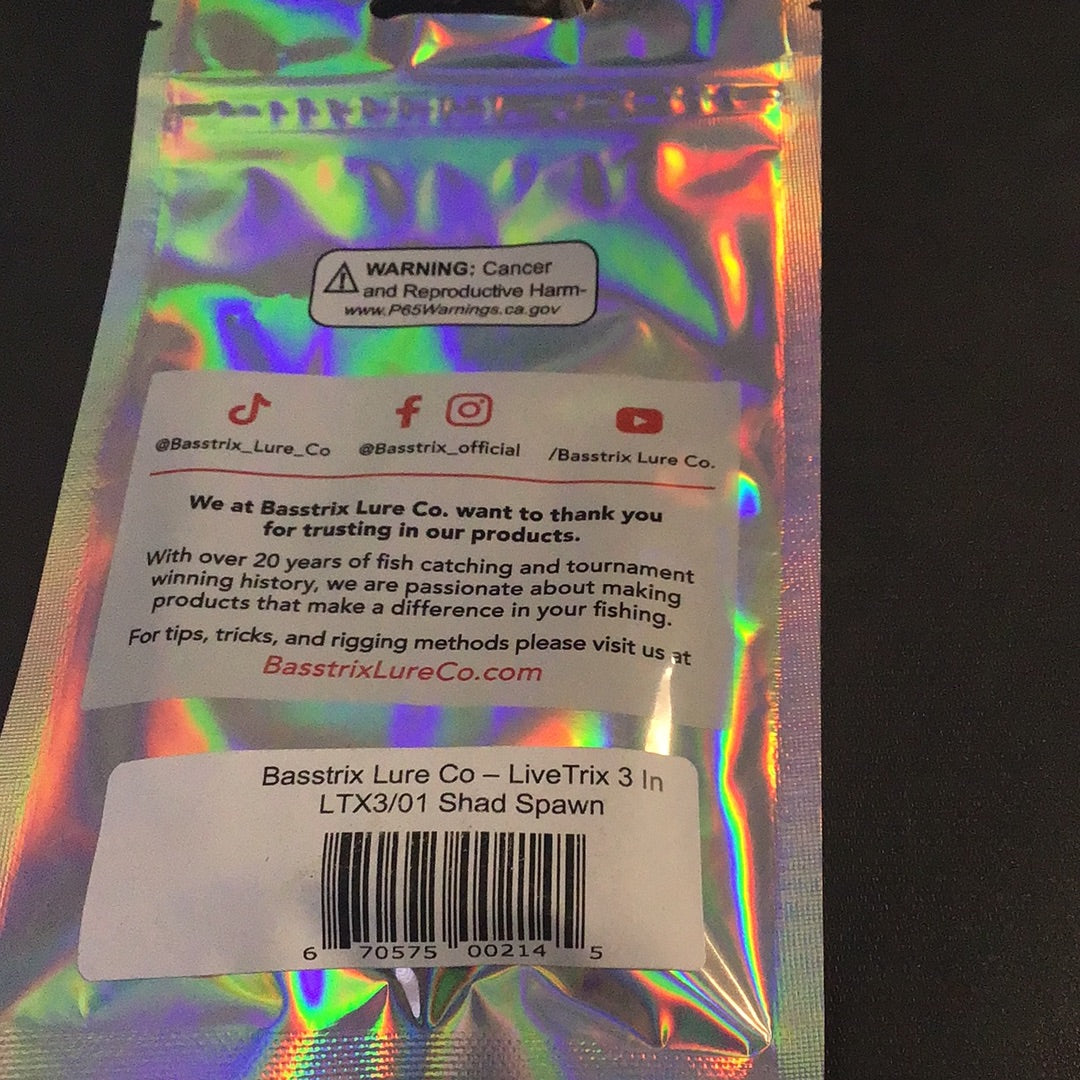 WARNING: Cancer
and Reproductive Harm-
www.P65Warnings.ca.gov
@Basstrix_Lure_Co @Basstrix_official /Basstrix Lure Co.
We at Basstrix Lure Co. want to thank you
for trusting in our products.
With over 20 years of fish catching and tournament
winning history, we are passionate about making
products that make a difference in your fishing.
For tips, tricks, and rigging methods please visit us at
BasstrixLureCo.com
Basstrix Lure Co – LiveTrix 3 In
LTX3/01 Shad Spawn
6 70575 00214 5